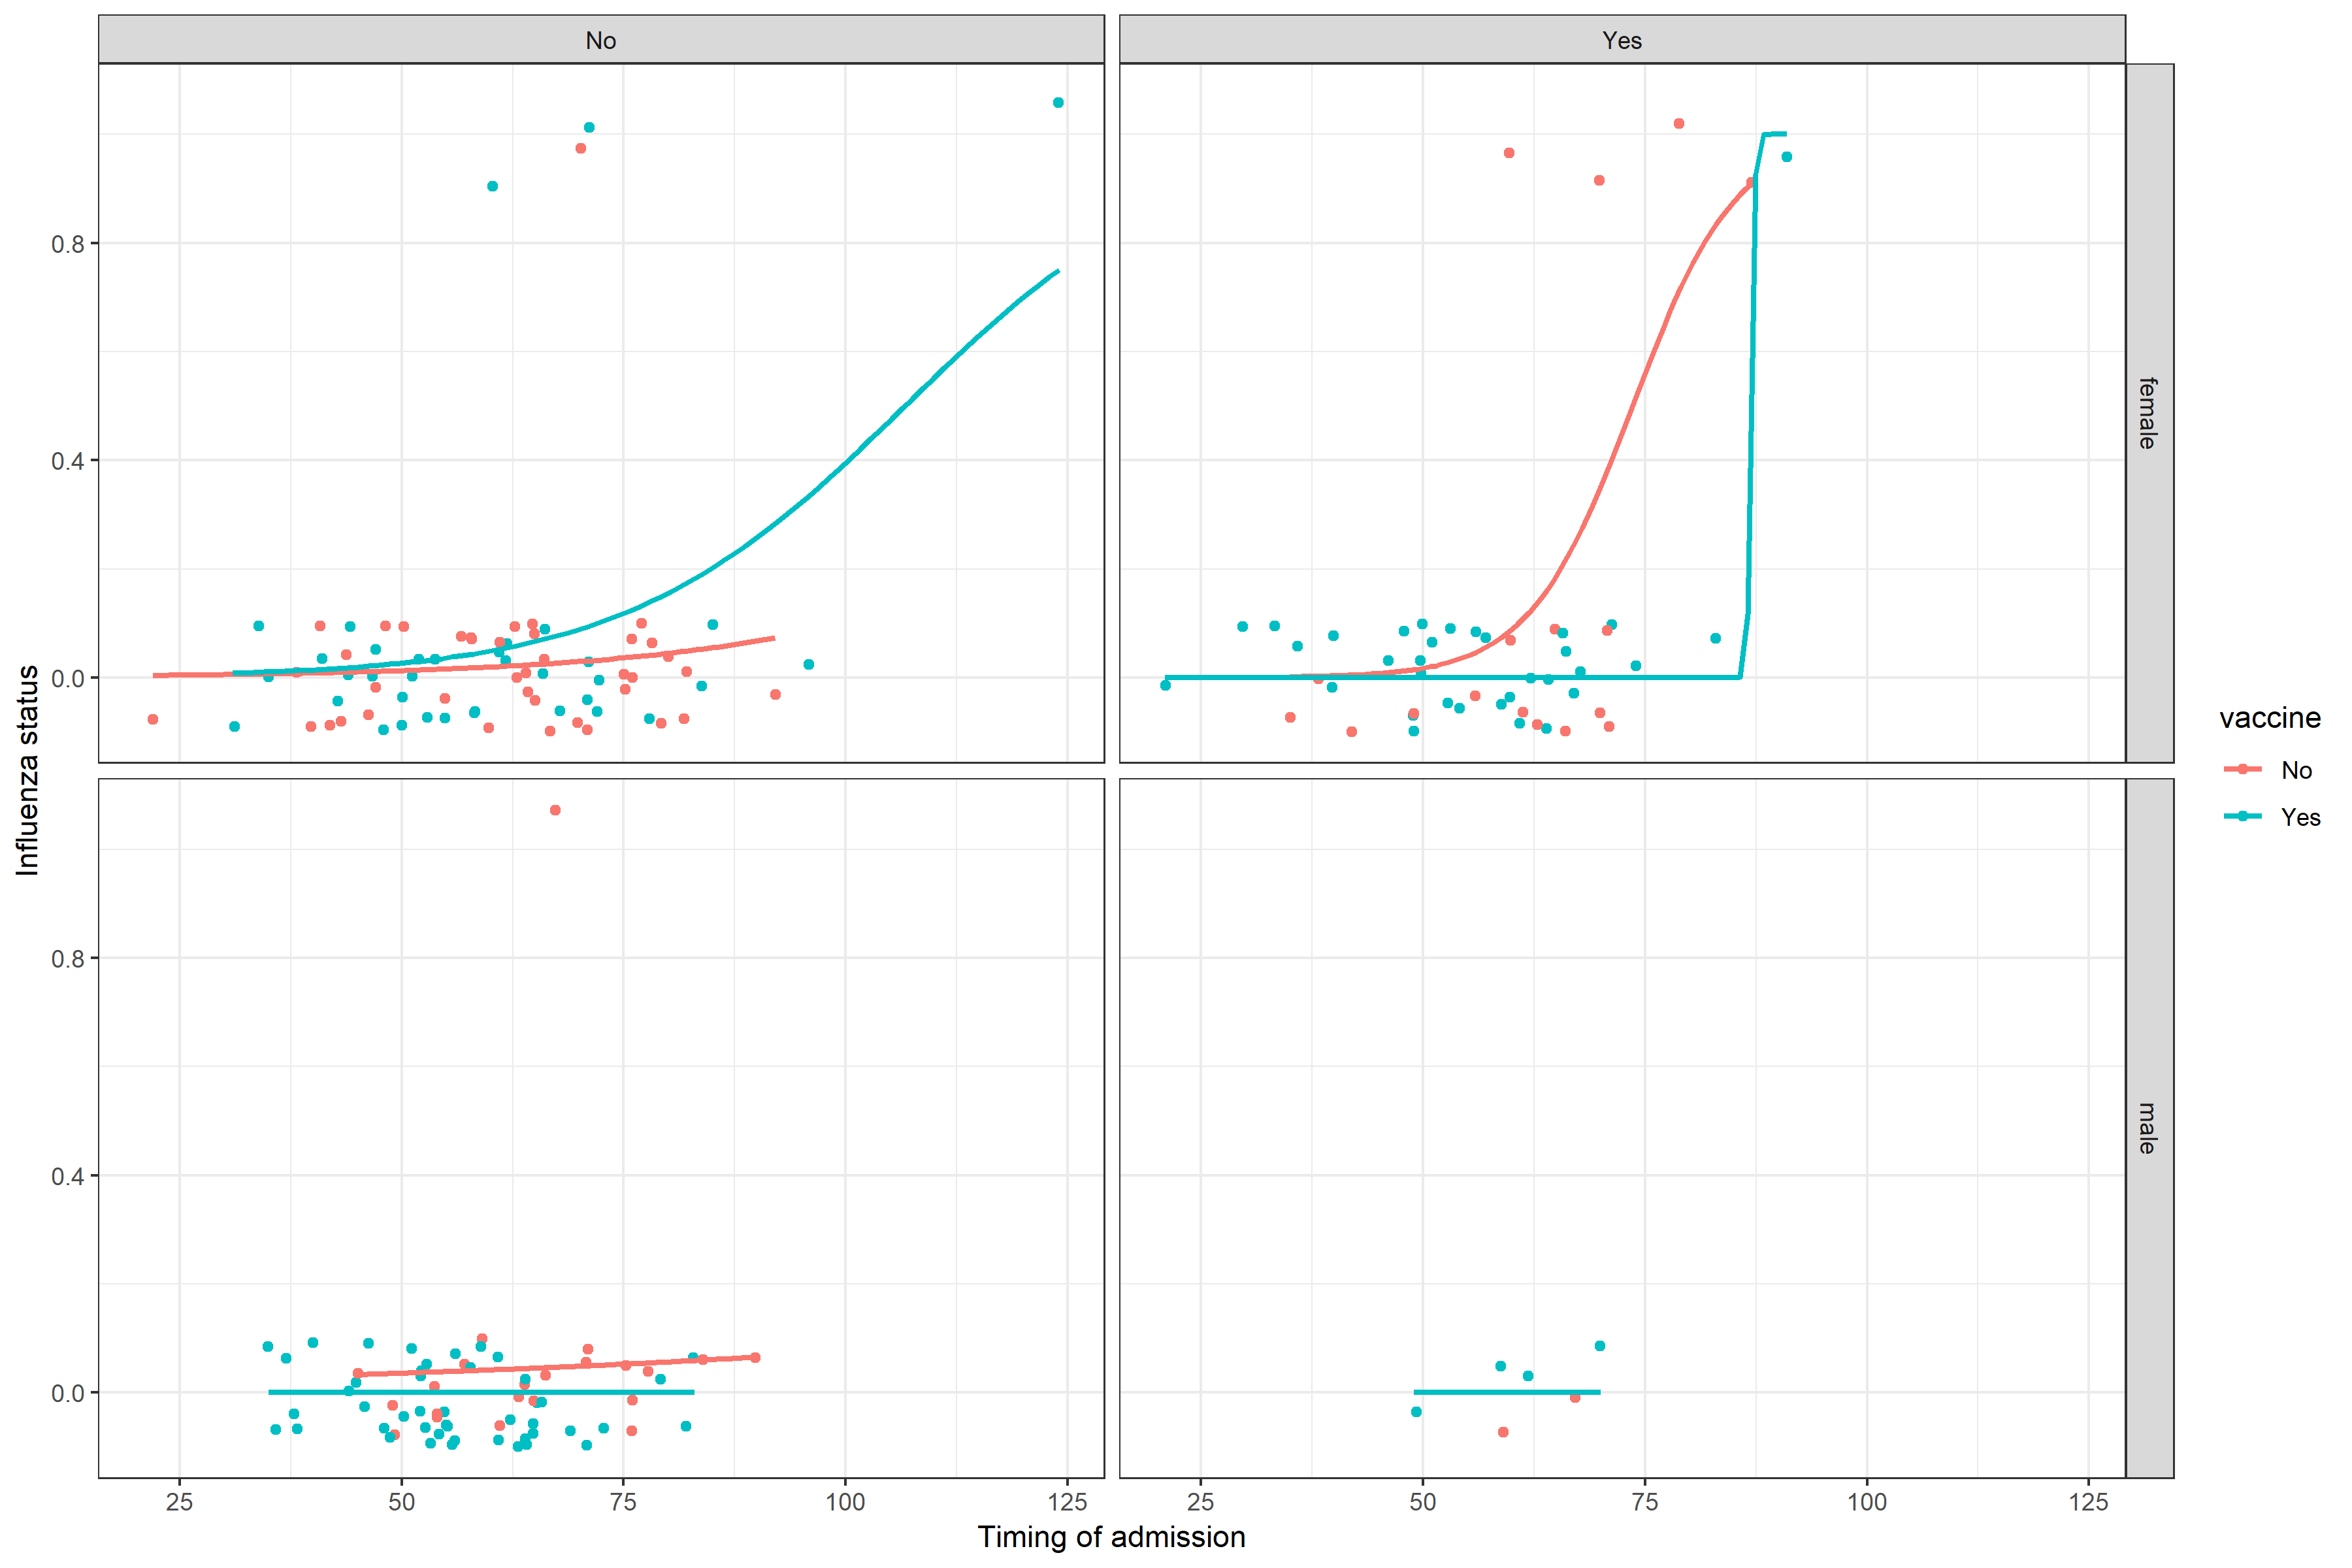 No
Yes
0.8
0.4
0.0
female
0.8
0.4
0.0
male
25
50
75
100
125
25
50
75
100
125
Timing of admission
Influenza status
vaccine
No
Yes